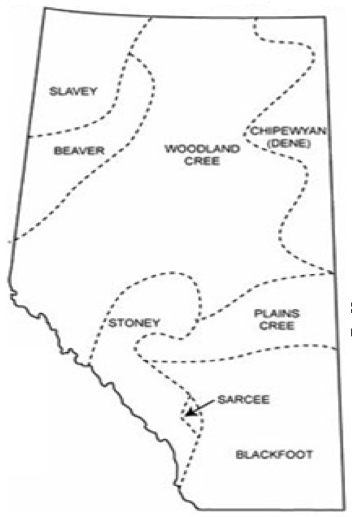 SLAVEY
BEAVER
WOODLAND
CREE
CHIPEWYAN
(DENE)
STONEY
PLAINS
CREE
SARCEE
BLACKFOOT